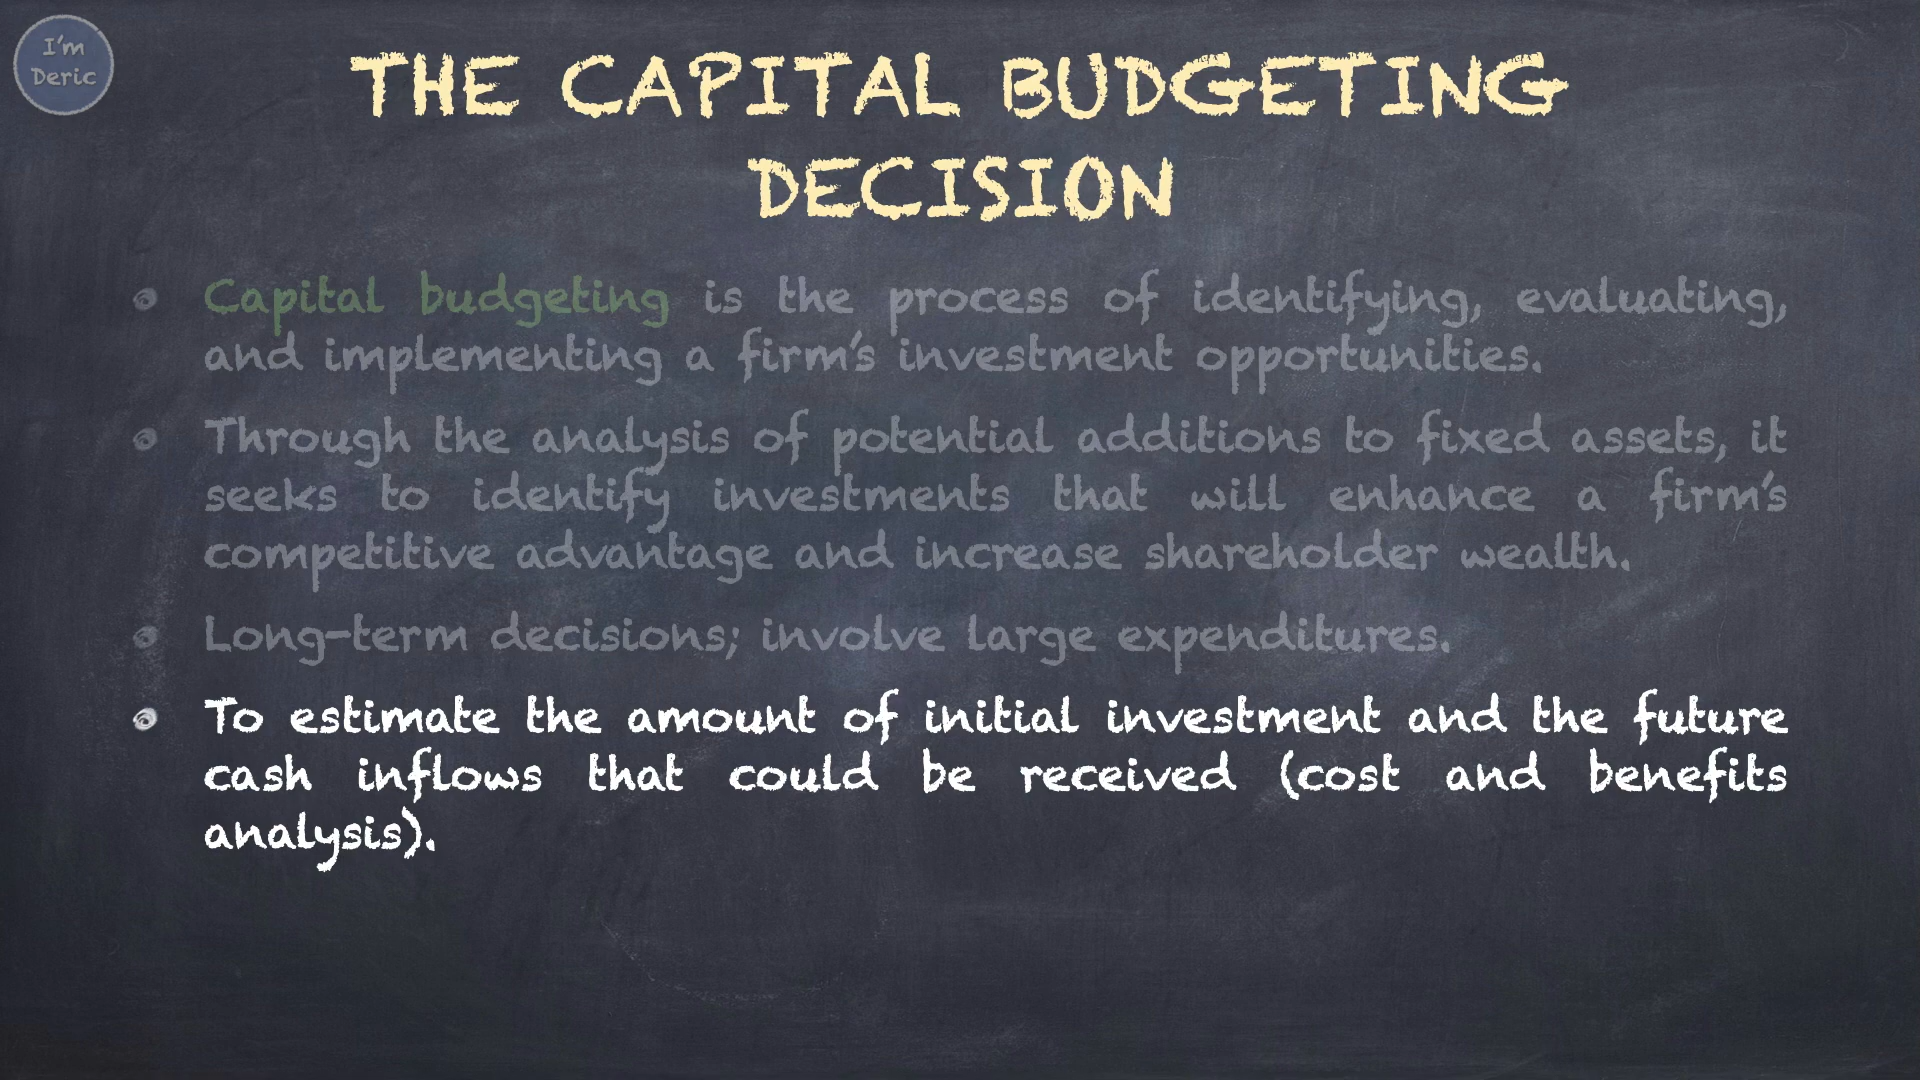 I'm
Deric
THE CAPITAL BUDGETING
DECISION
Capital budgeting is the process of identifying, evaluating,
and implementing a firm's investment opportunities.
Through the analysis of potential additions to fixed assets, it
seeks to identify investments that will enhance a firm's
competitive advantage and increase shareholder wealth.
Long-term decisions; involve large expenditures.
To estimate the amount of initial investment and the future
cash inflows that could be received (cost and benefits
analysis).